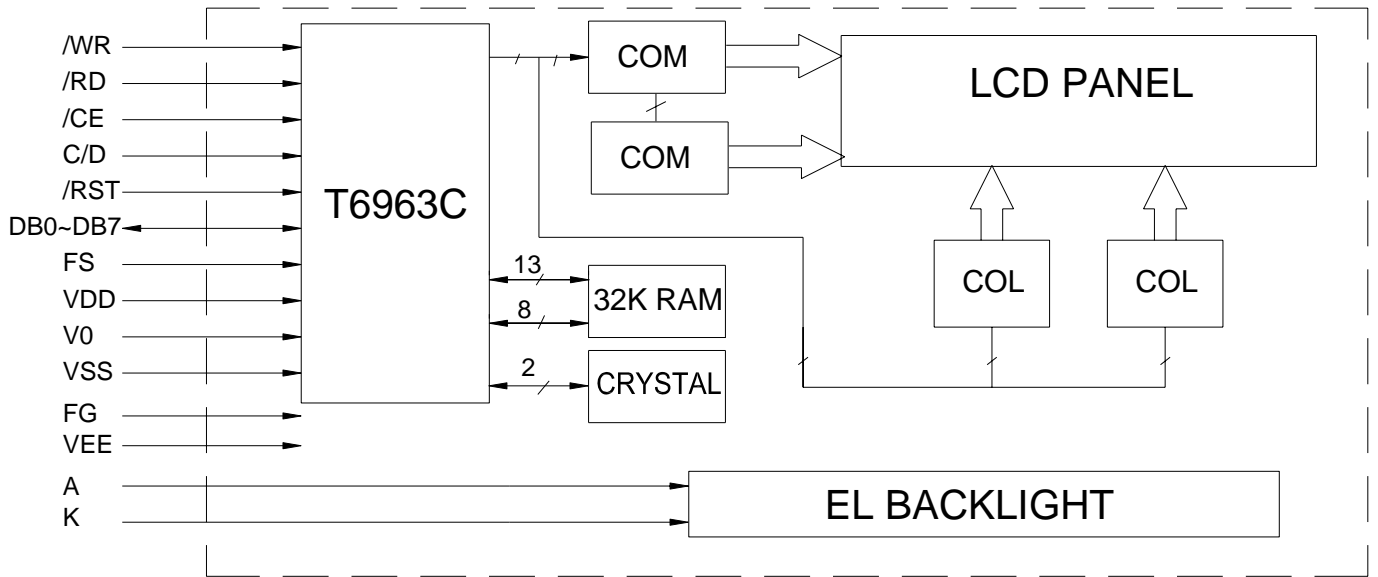 /WR
/RD
/CE
C/D
/RST
DB0~DB7
FS
VDD
V0
VSS
FG
VEE
A
K
T6963C
COM
COM
LCD PANEL
COL
COL
13
8
32K RAM
2
CRYSTAL
EL BACKLIGHT